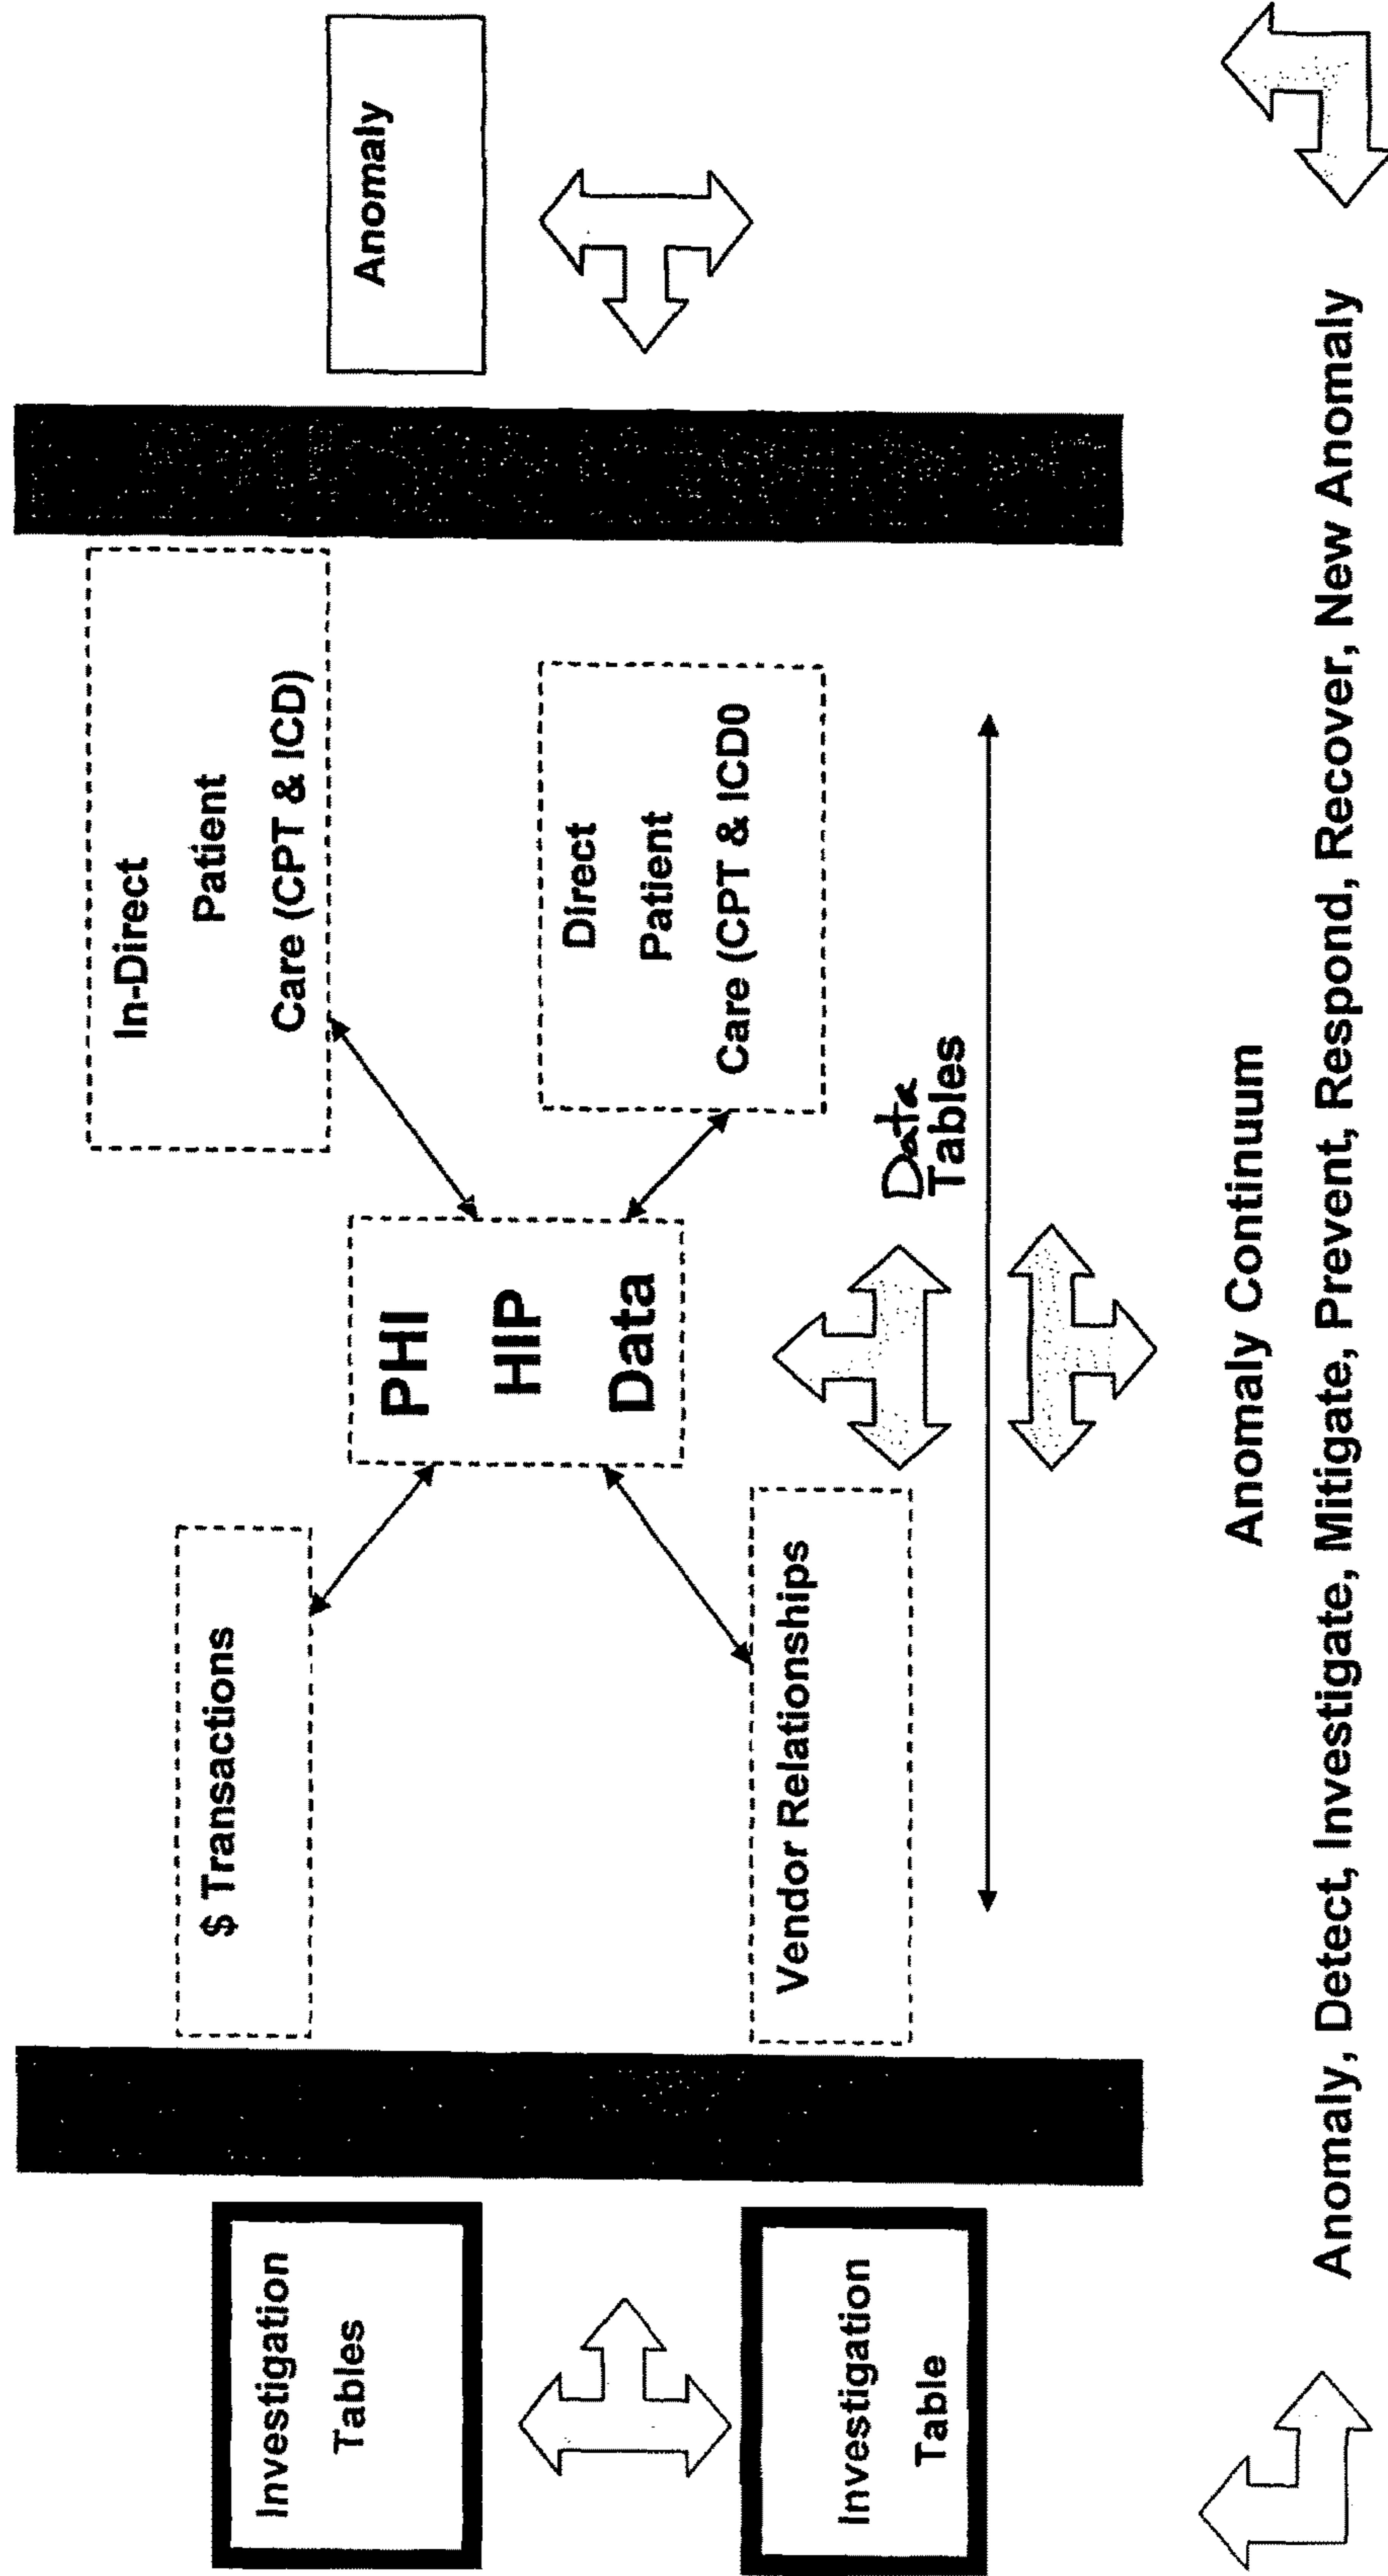 Investigation
Tables
Investigation
Table
$ Transactions
Vendor Relationships
PHI
HIP
Data
In-Direct
Patient
Care (CPT & ICD)
Direct
Patient
Care (CPT & ICD0
Data
Tables
Anomaly
Anomaly Continuum
Anomaly, Detect, Investigate, Mitigate, Prevent, Respond, Recover, New Anomaly